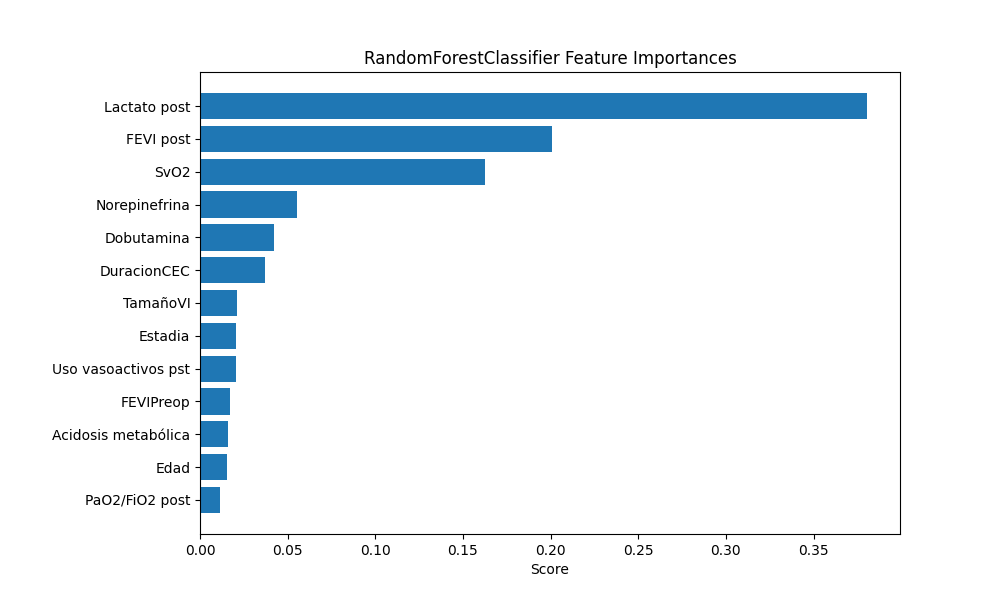 RandomForestClassifier Feature Importances
Lactato post
FEVI post
SvO2
Norepinefrina
Dobutamina
DuracionCEC
TamañoVI
Estadia
Uso vasoactivos pst
FEVIPreop
Acidosis metabólica
Edad
PaO2/FiO2 post
0.00 0.05 0.10 0.15 0.20 0.25 0.30 0.35
Score